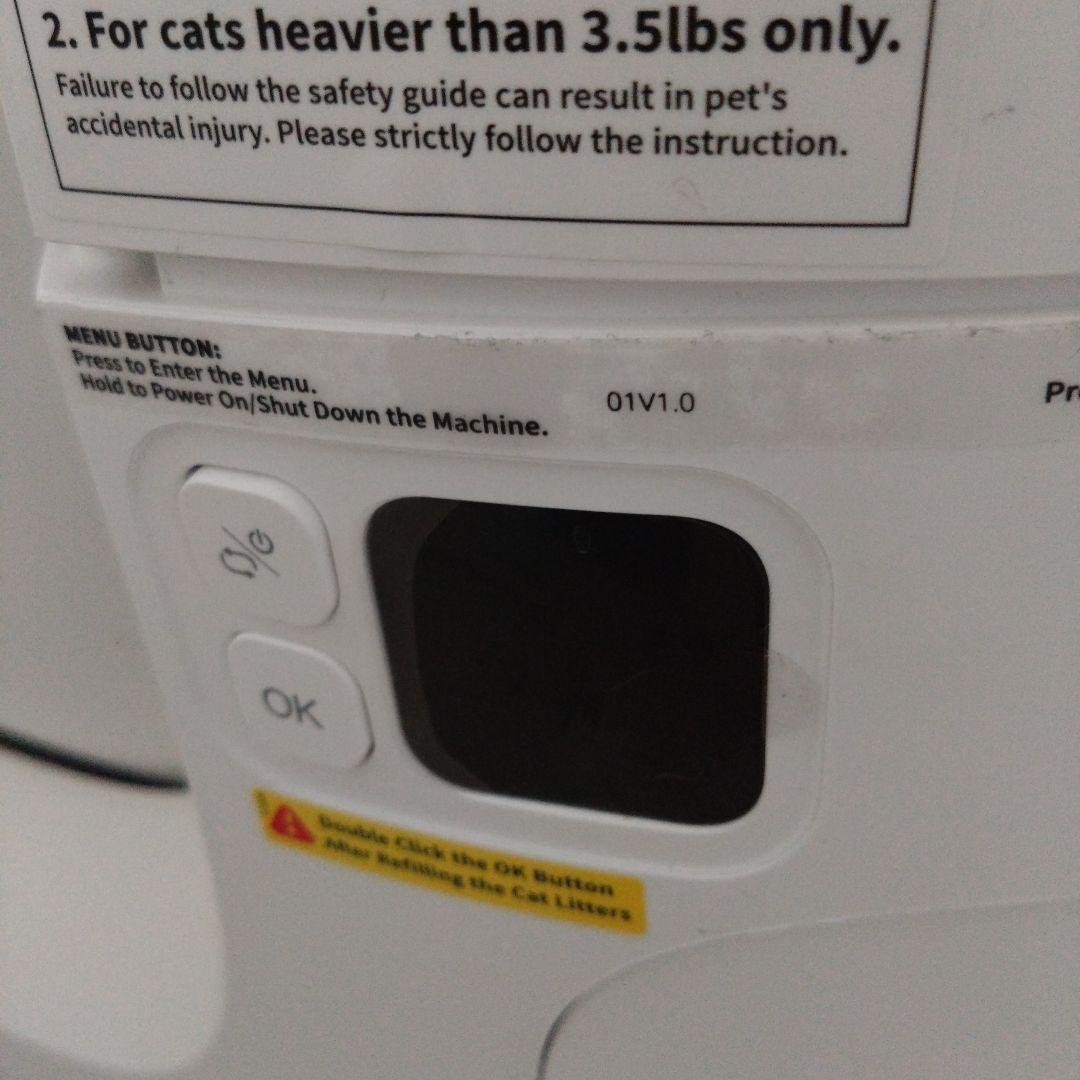 2. For cats heavier than 3.5lbs only.
Failure to follow the safety guide can result in pet's
accidental injury. Please strictly follow the instruction.
MENU BUTTON:
Press to Enter the Menu.
Hold to Power On/Shut Down the Machine.
01V1.0
OK
Double Click the OK Button
After Refilling the Cat Litters